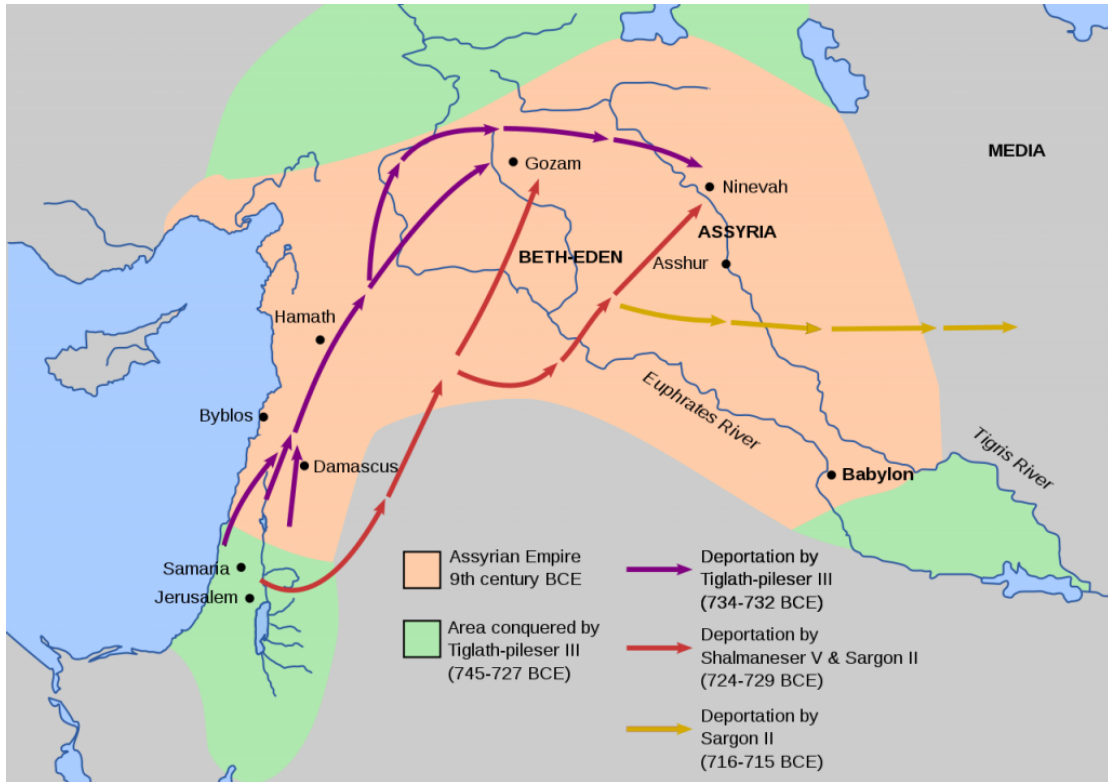 MEDIA
Gozam
Ninevah
ASSYRIA
BETH-EDEN
Asshur
Hamath
Byblos
Euphrates River
Tigris River
Damascus
Babylon
Samaria
Jerusalem
Assyrian Empire
9th century BCE
Area conquered by
Tiglath-pileser III
(745-727 BCE)
Deportation by
Tiglath-pileser III
(734-732 BCE)
Deportation by
Shalmaneser V & Sargon II
(724-729 BCE)
Deportation by
Sargon II
(716-715 BCE)